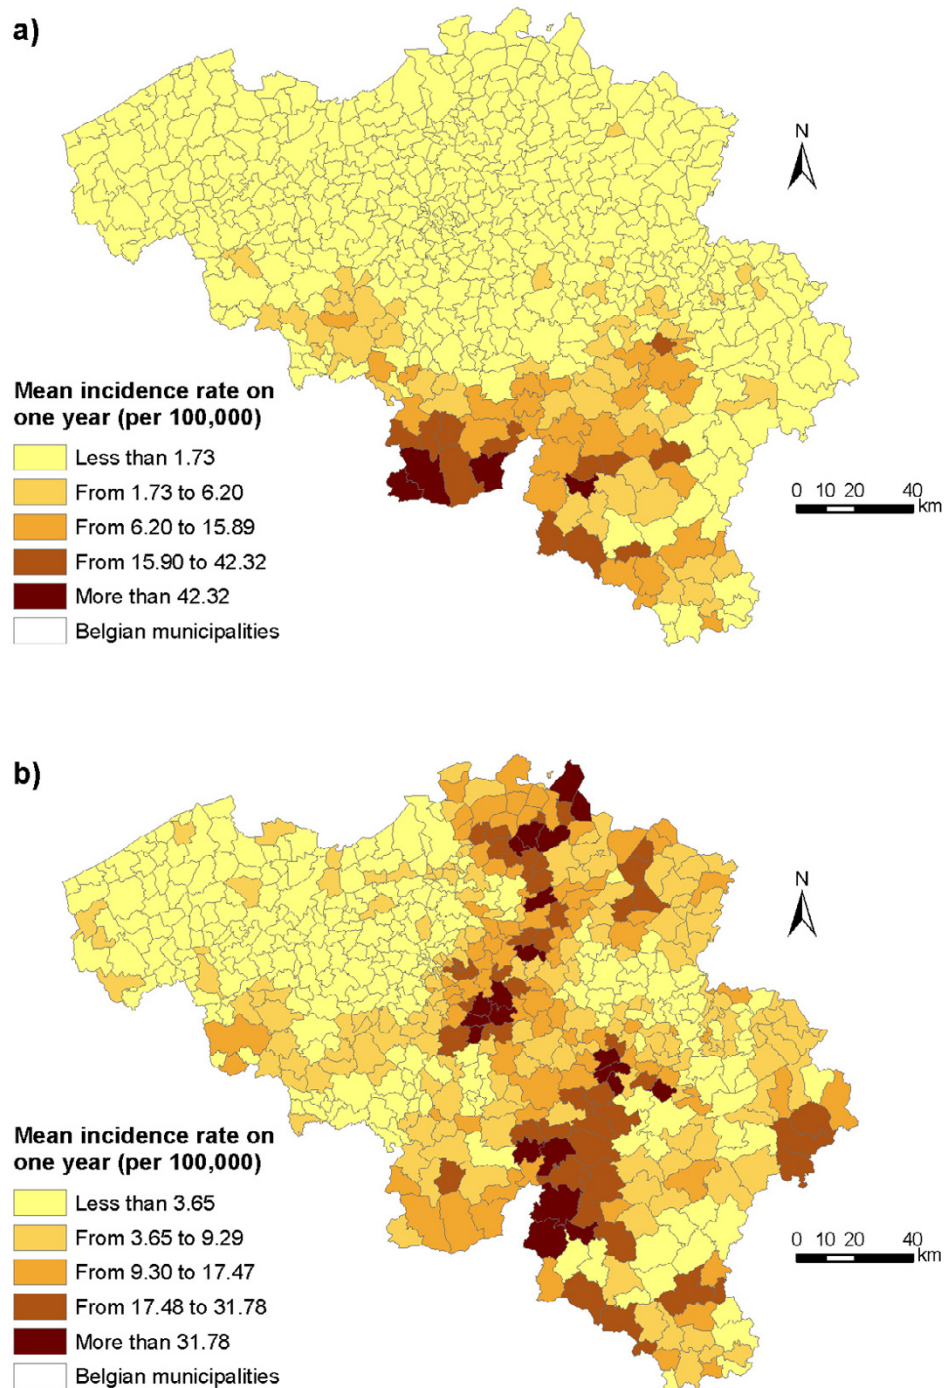 a)
N
Mean incidence rate on
one year (per 100,000)
Less than 1.73
From 1.73 to 6.20
From 6.20 to 15.89
From 15.90 to 42.32
More than 42.32
Belgian municipalities
0 10 20 40
km
b)
N
Mean incidence rate on
one year (per 100,000)
Less than 3.65
From 3.65 to 9.29
From 9.30 to 17.47
From 17.48 to 31.78
More than 31.78
Belgian municipalities
0 10 20 40
km